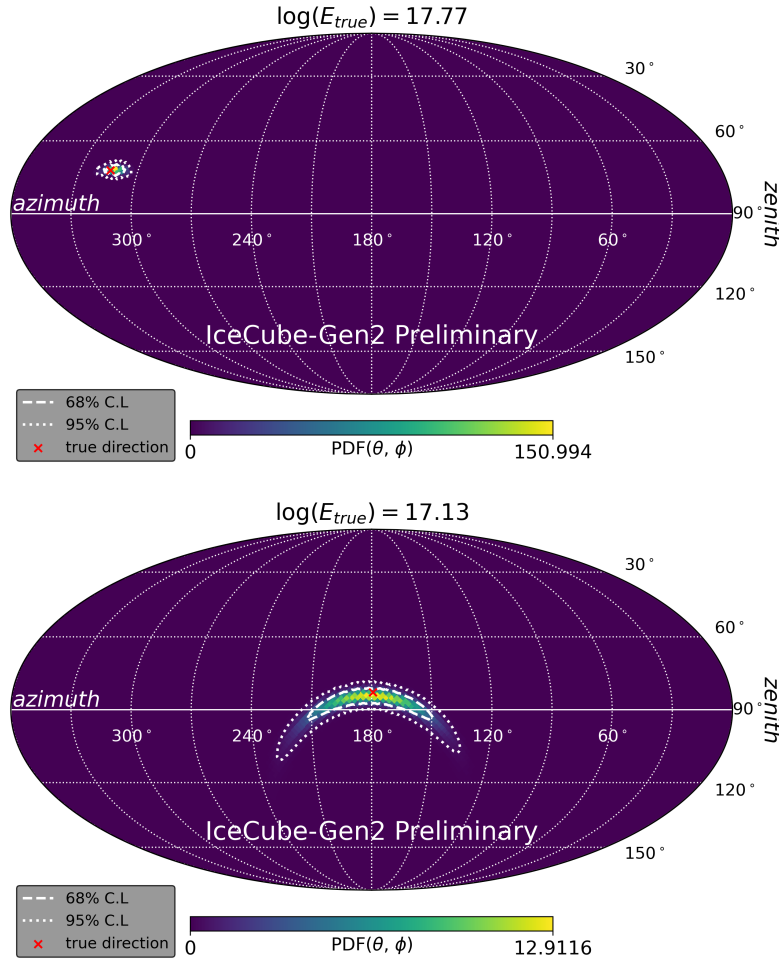 log(E_true) = 17.77
30°
60°
azimuth
90°
zenith
300° 240° 180° 120° 60°
120°
IceCube-Gen2 Preliminary
150°
68% C.L
95% C.L
true direction
0 PDF(θ, ϕ) 150.994
log(E_true) = 17.13
30°
60°
azimuth
90°
zenith
300° 240° 180° 120° 60°
120°
IceCube-Gen2 Preliminary
150°
68% C.L
95% C.L
true direction
0 PDF(θ, ϕ) 12.9116